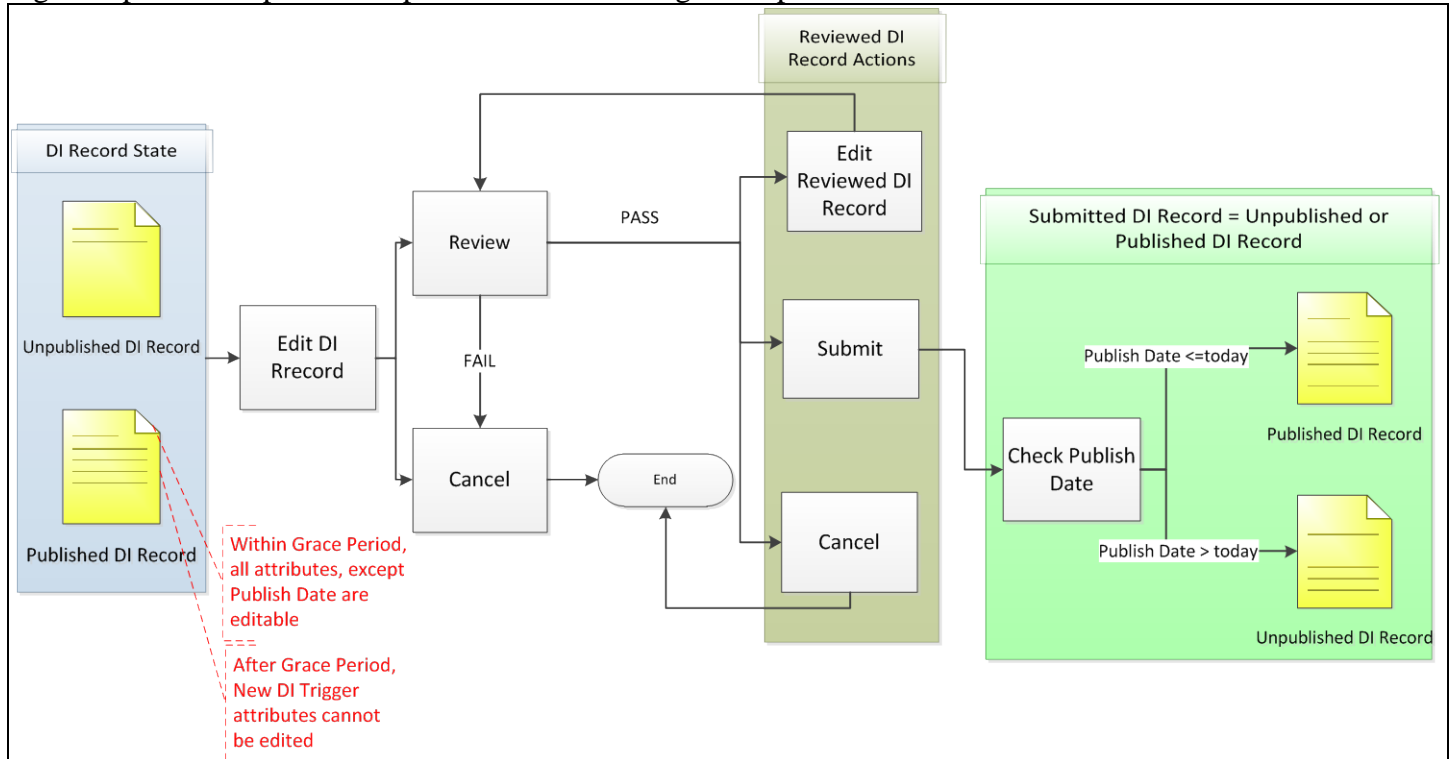 Reviewed DI
Record Actions
DI Record State
Edit
Reviewed DI
Record
PASS
Review
Submitted DI Record = Unpublished or
Published DI Record
Unpublished DI Record
Edit DI
Rrecord
FAIL
Submit
Publish Date <=today
Published DI Record
Check Publish
Date
Cancel
End
Published DI Record
Within Grace Period,
all attributes, except
Publish Date are
editable
Cancel
Publish Date > today
Unpublished DI Record
After Grace Period,
New DI Trigger
attributes cannot
be edited